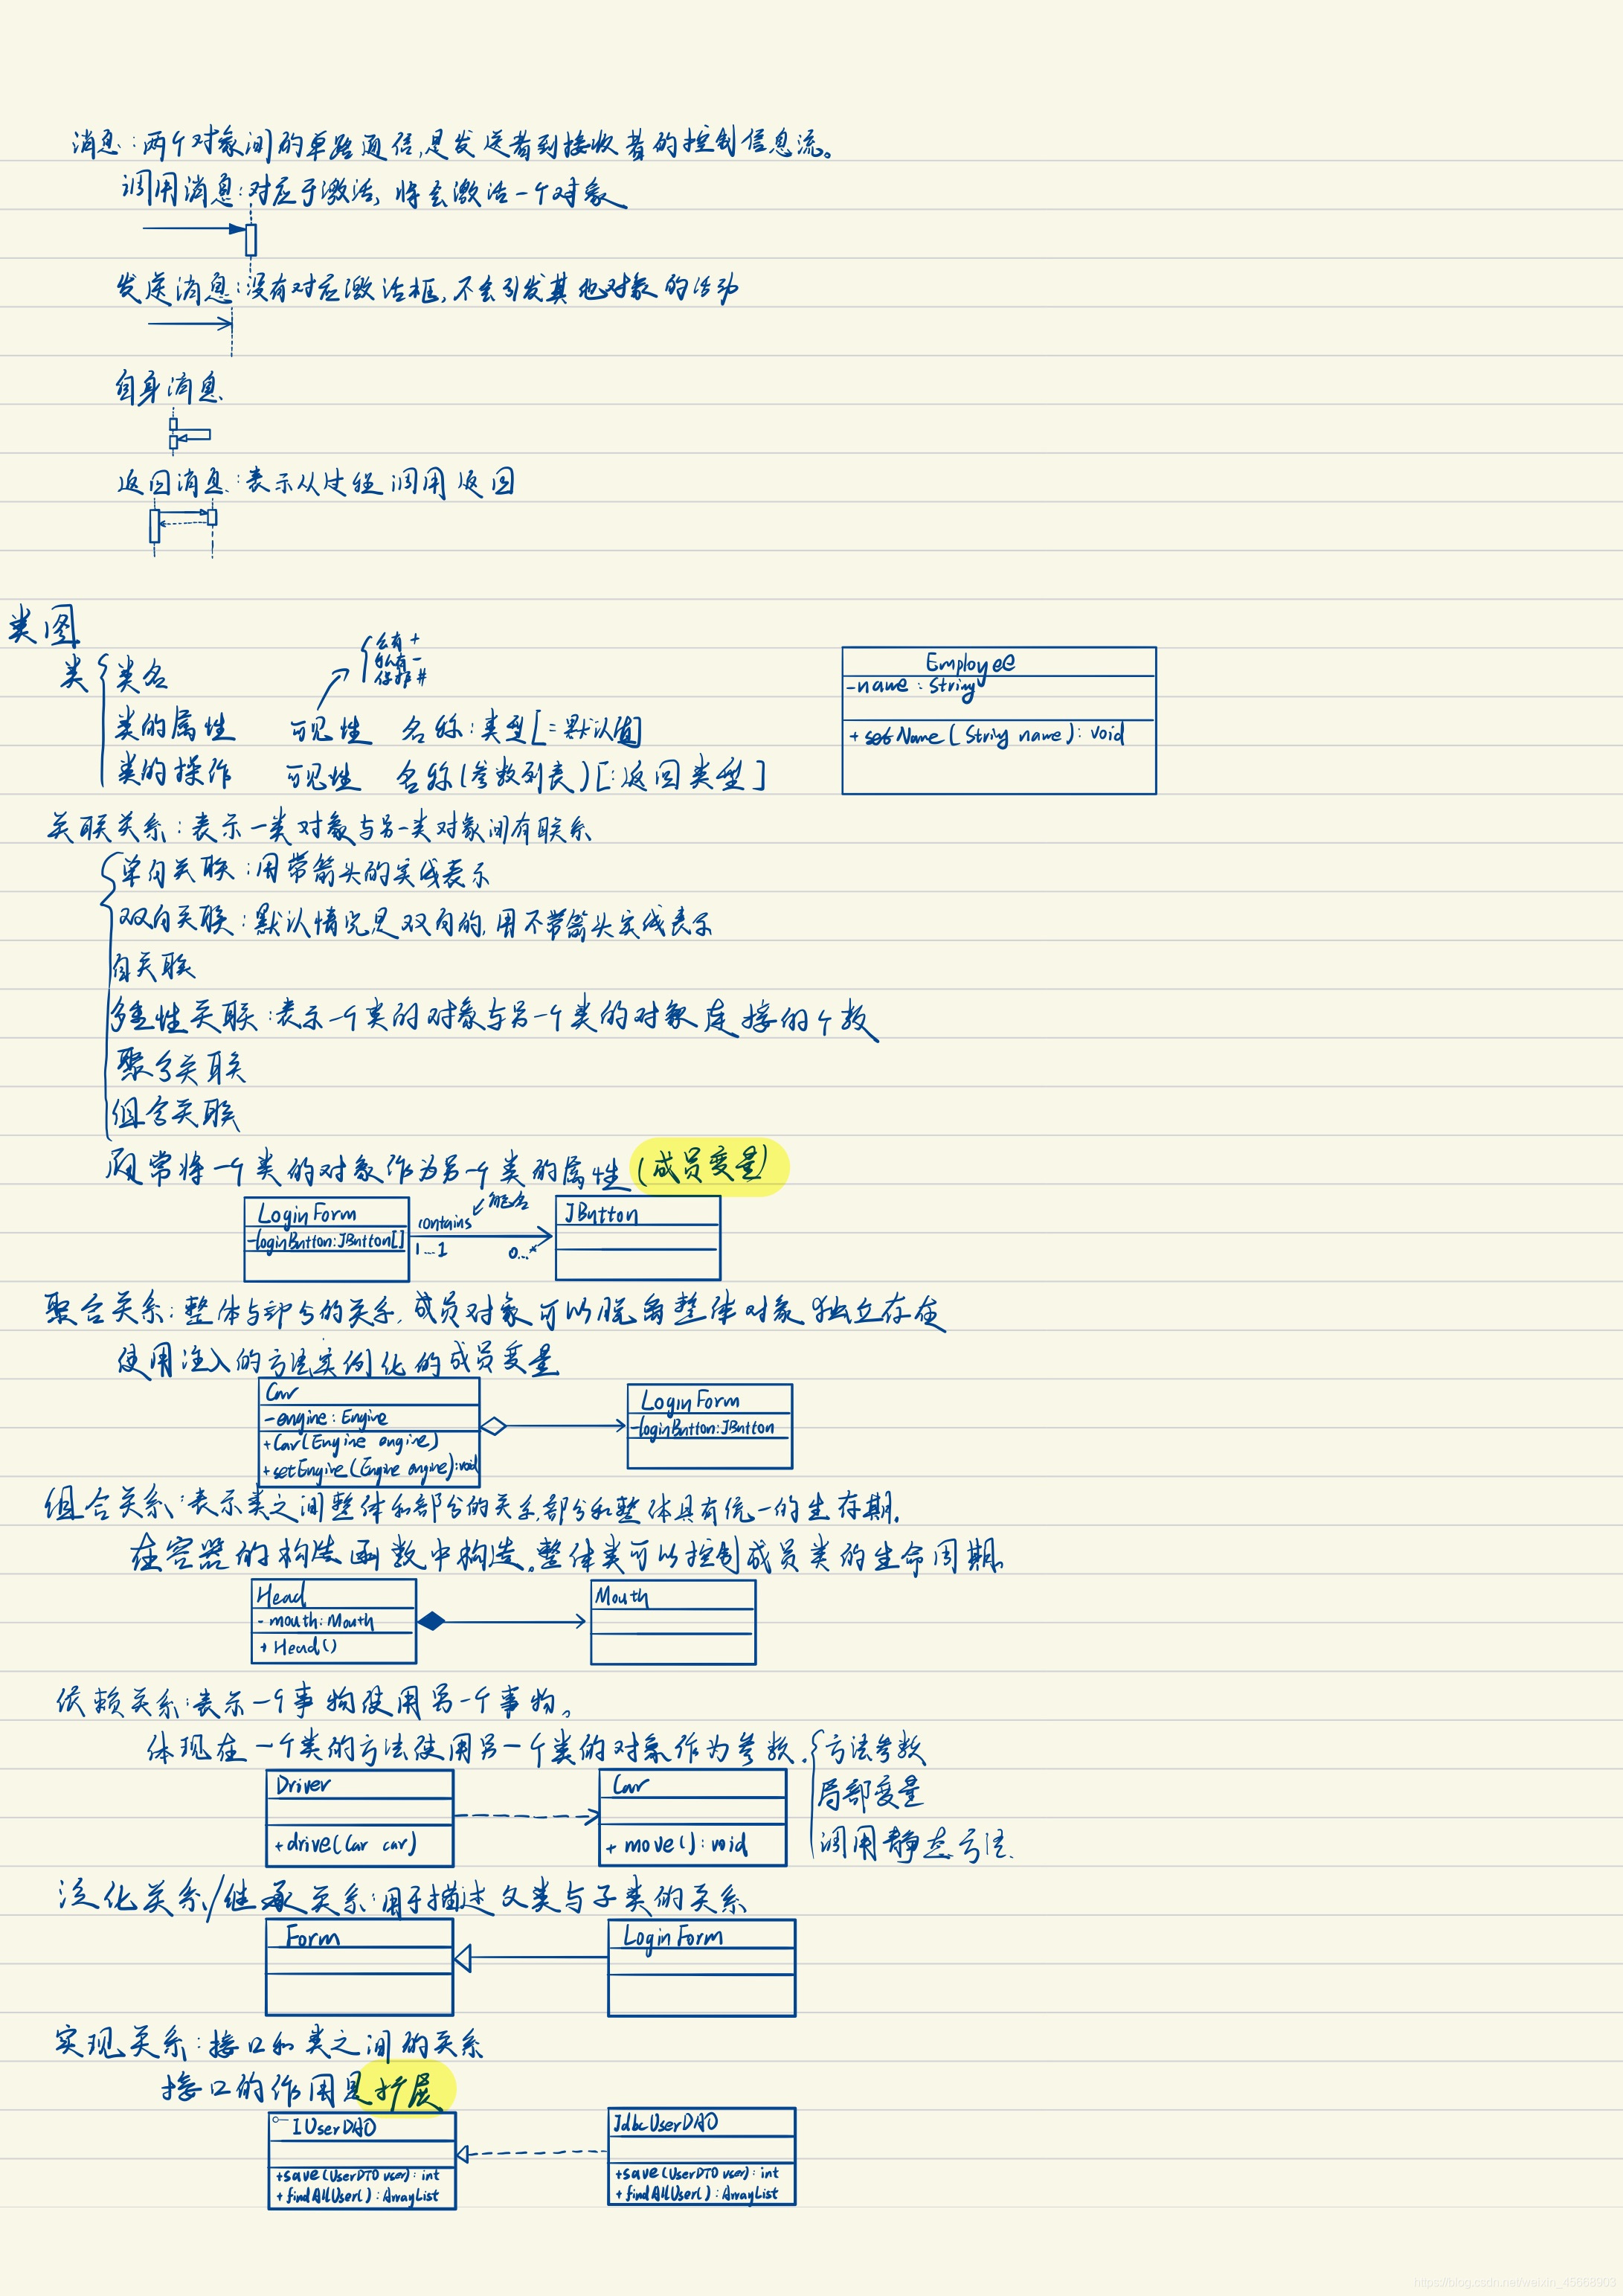 消息:两个对象间的单路通信,是发送者到接收者的控制信息流。
调用消息:对应于激活,将会激活一个对象
发送消息:没有对应激活框,不会引发其他对象的活动
自身消息
返回消息:表示从过程调用返回
类图
公有 +
私有 -
保护 #
类 { 类名
类的属性 可见性 名称:类型[=默认值]
类的操作 可见性 名称(参数列表)[:返回类型]
Employee
-name : String
+ setName ( String name ) : void
关联关系:表示一类对象与另一类对象间有联系
单向关联:用带箭头的实线表示
双向关联:默认情况是双向的,用不带箭头实线表示
自关联
多重性关联:表示一个类的对象与另一个类的对象连接的个数
聚合关联
组合关联
通常将一个类的对象作为另一个类的属性(成员变量)
LoginForm
-loginButton:JButton[]
contains
1...1
0...*
JButton
聚合关系:整体与部分的关系,成员对象可以脱离整体对象独立存在
使用注入的方法实例化的成员变量
Car
-engine : Engine
+Car(Engine engine)
+setEngine(Engine engine):void
LoginForm
-loginButton:JButton
组合关系:表示类之间整体和部分的关系,部分和整体具有统一的生存期.
在容器的构造函数中构造,整体类可以控制成员类的生命周期.
Head
- mouth:Mouth
+ Head()
Mouth
依赖关系:表示一个事物使用另一个事物。
体现在一个类的方法使用另一个类的对象作为参数. { 方法参数
局部变量
调用静态方法.
Driver
+drive(Car car)
Car
+ move() : void
泛化关系/继承关系:用于描述父类与子类的关系
Form
LoginForm
实现关系:接口和类之间的关系
接口的作用是扩展
IUserDAO
+save(UserDTO user) : int
+findAllUser() : ArrayList
JdbcUserDAO
+save(UserDTO user) : int
+ findAllUser() : ArrayList
https://blog.csdn.net/weixin_45668903